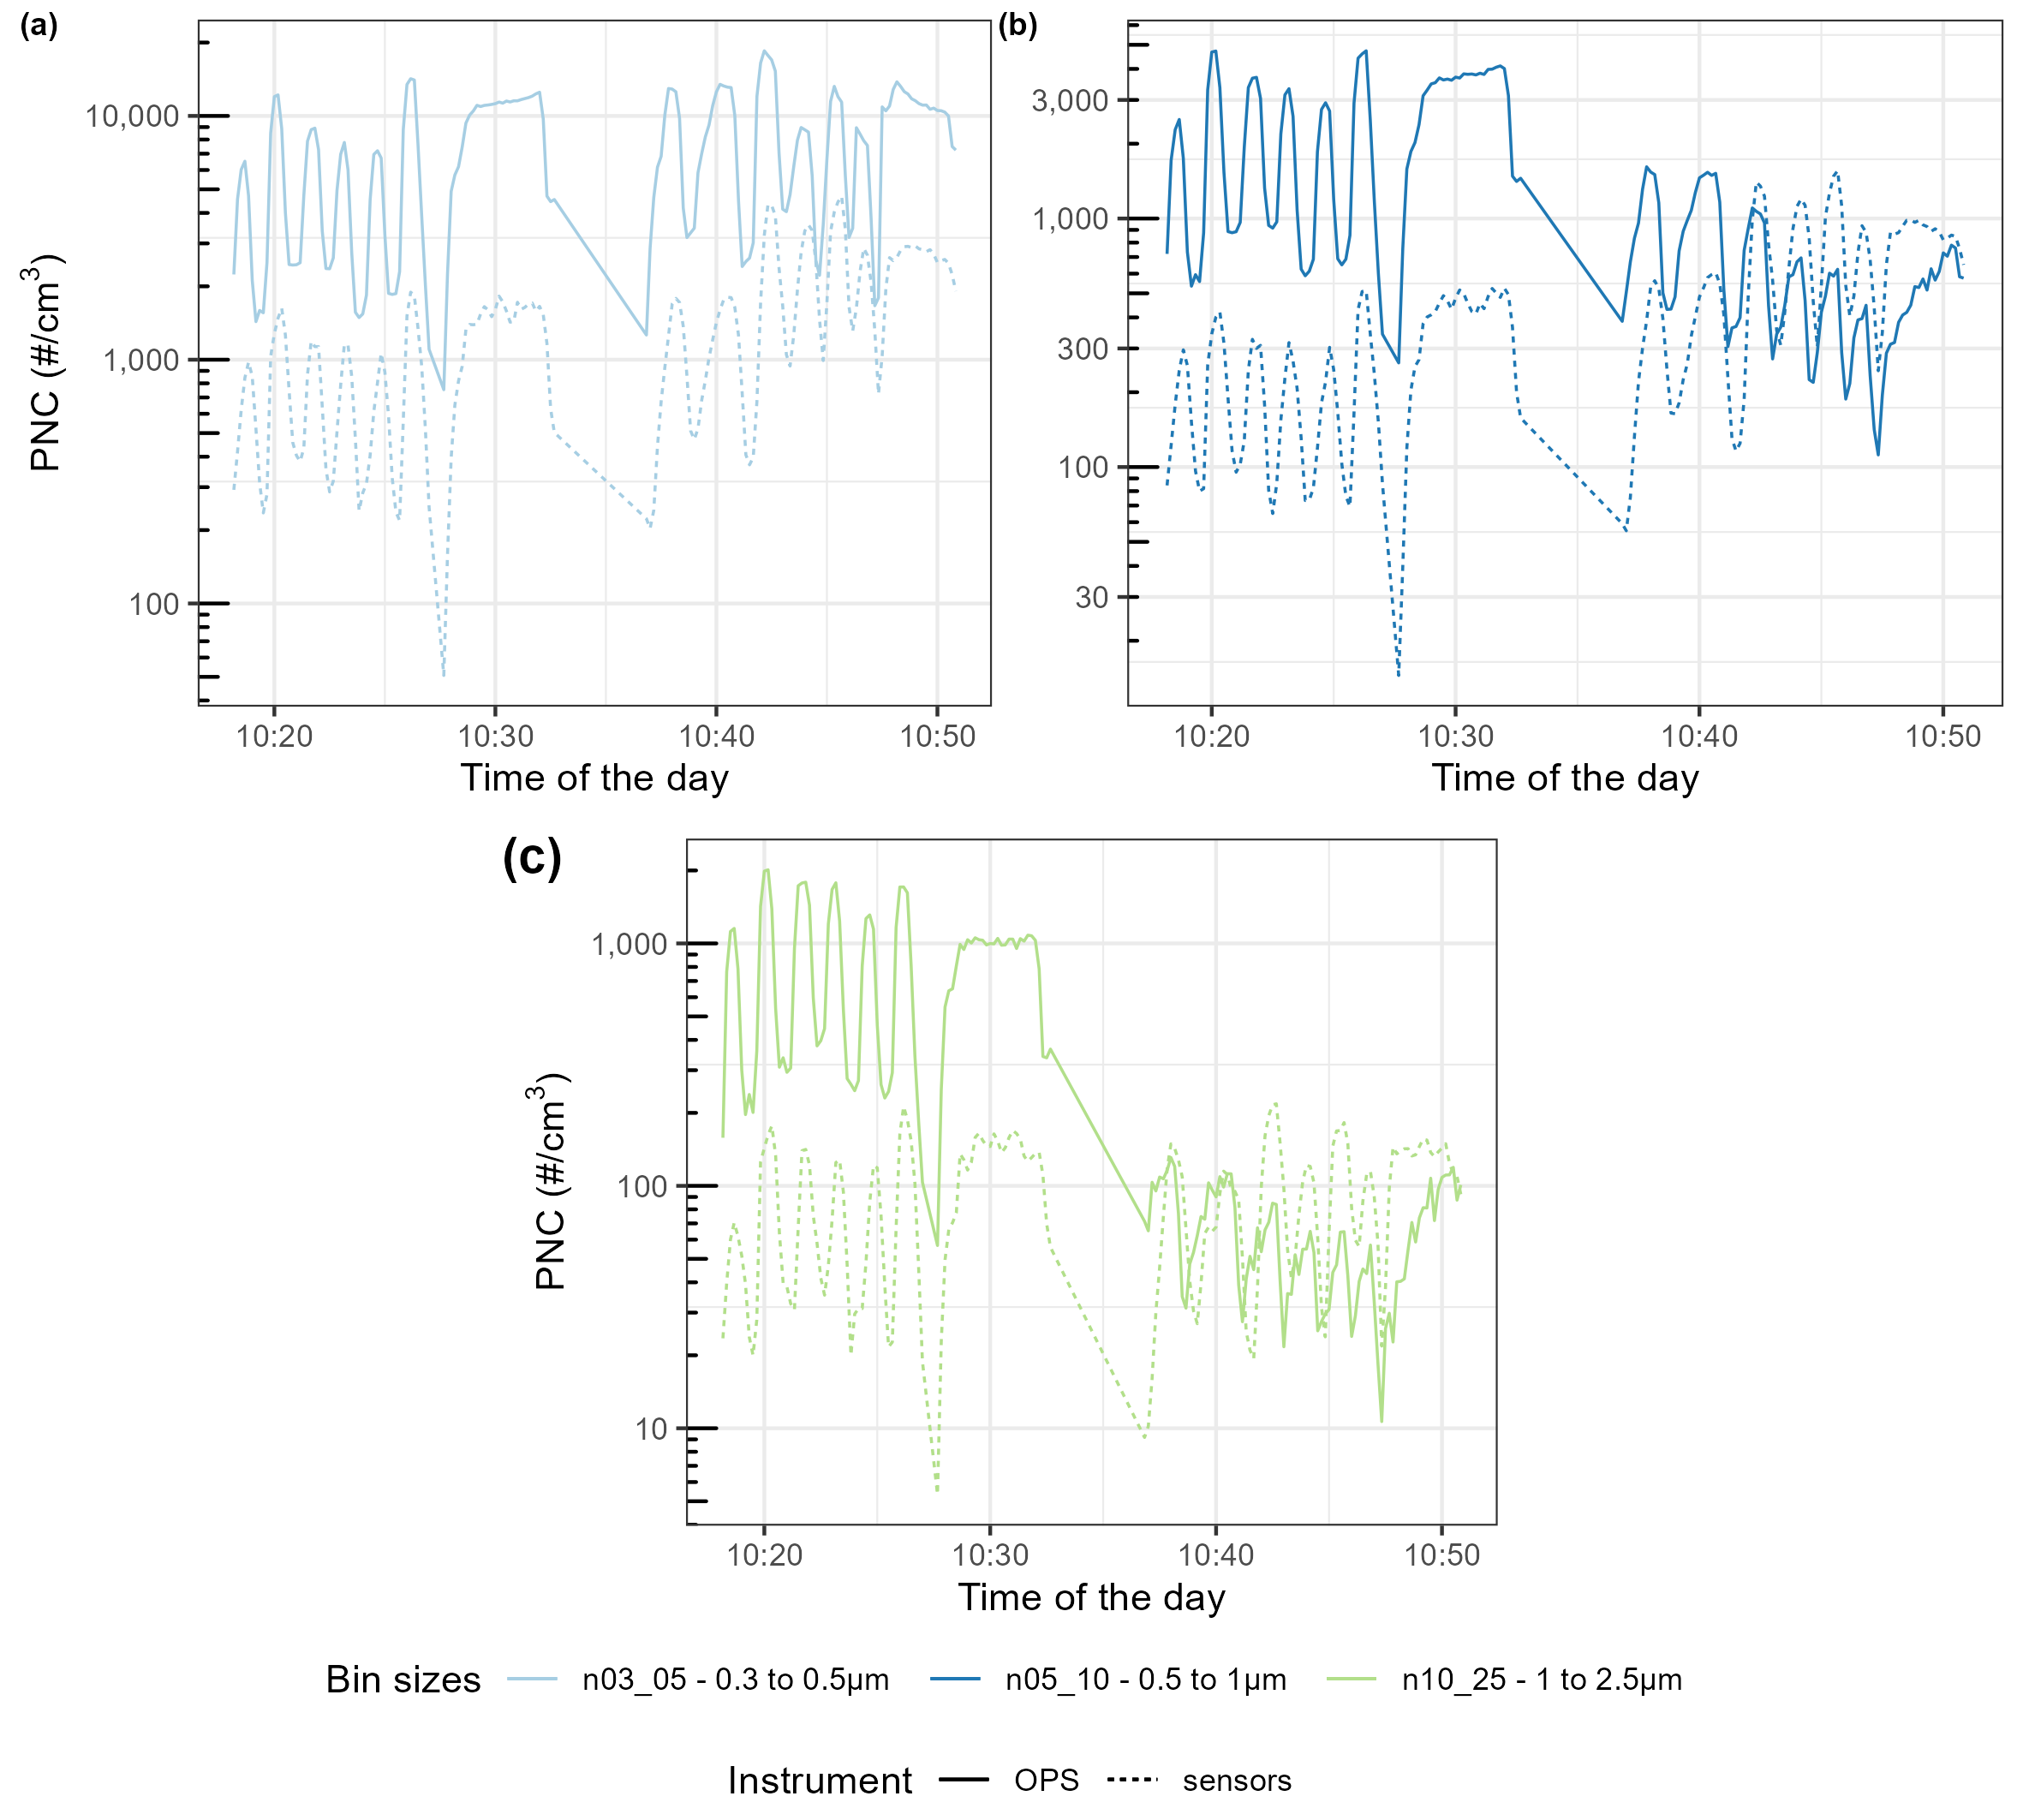 (a)
10,000
1,000
100
PNC (#/cm³)
10:20 10:30 10:40 10:50
Time of the day
(b)
3,000
1,000
300
100
30
10:20 10:30 10:40 10:50
Time of the day
(c)
1,000
100
10
PNC (#/cm³)
10:20 10:30 10:40 10:50
Time of the day
Bin sizes n03_05 - 0.3 to 0.5µm n05_10 - 0.5 to 1µm n10_25 - 1 to 2.5µm
Instrument OPS sensors